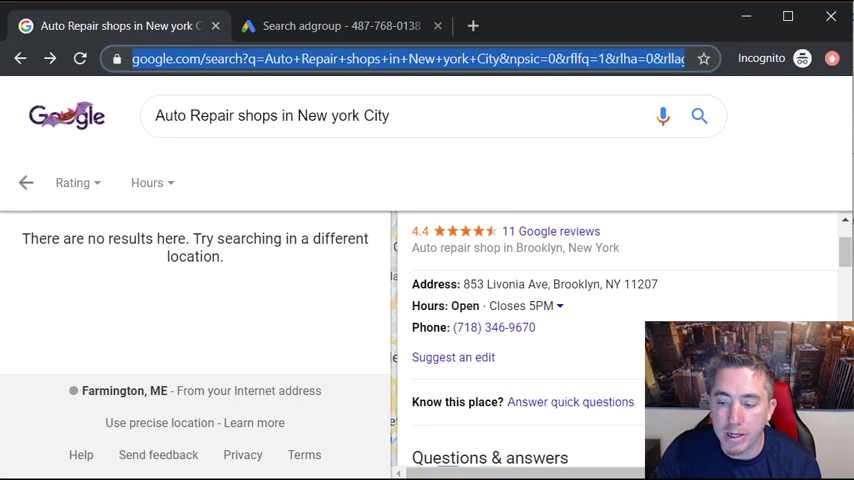 Auto Repair shops in New york C
Search adgroup - 487-768-0138
google.com/search?q=Auto+Repair+shops+in+New+york+City&npsic=0&rflfq=1&rlha=0&rllag
Incognito
Google
Auto Repair shops in New york City
Rating
Hours
There are no results here. Try searching in a different
location.
4.4
11 Google reviews
Auto repair shop in Brooklyn, New York
Address: 853 Livonia Ave, Brooklyn, NY 11207
Hours: Open · Closes 5PM
Phone: (718) 346-9670
Suggest an edit
Know this place? Answer quick questions
Questions & answers
Farmington, ME - From your Internet address
Use precise location - Learn more
Help
Send feedback
Privacy
Terms